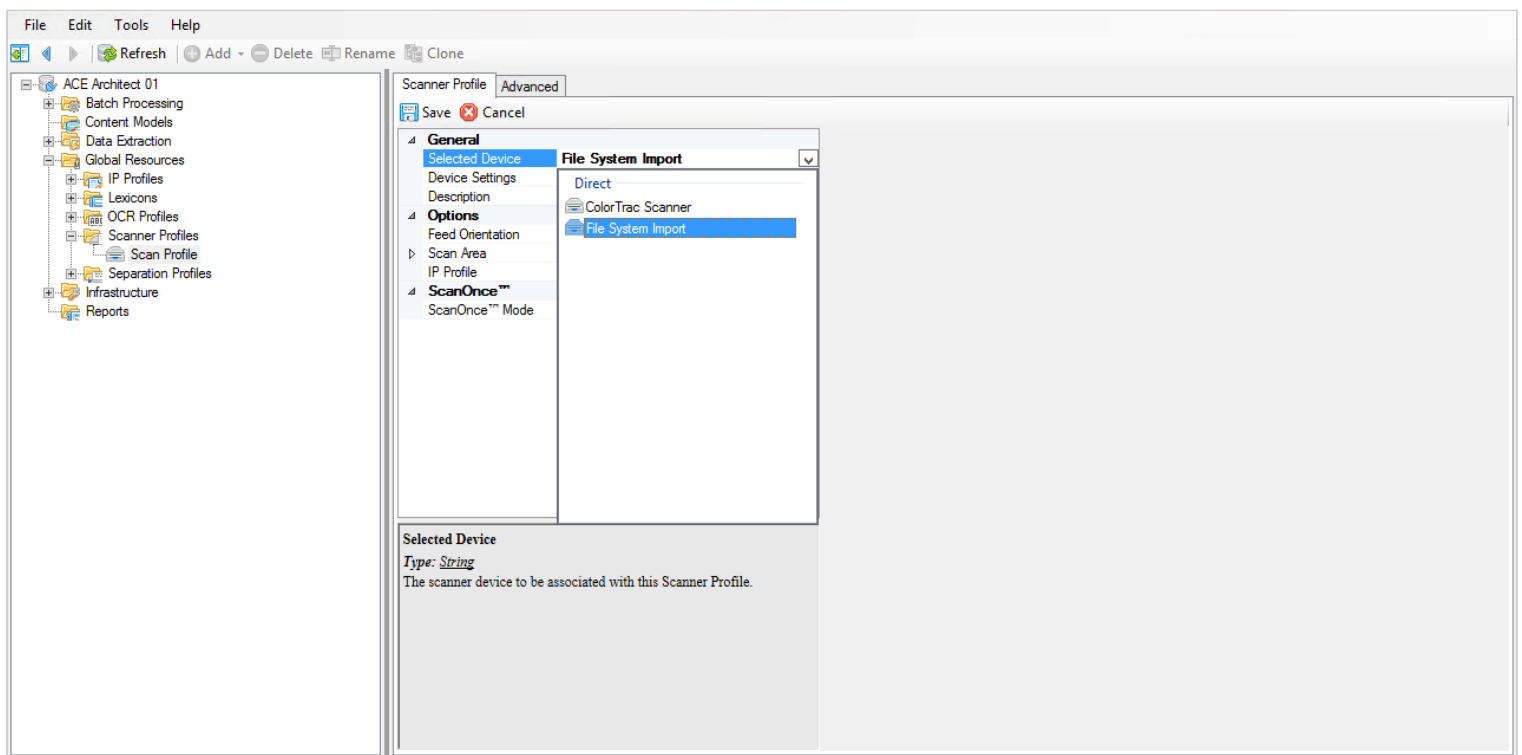 File Edit Tools Help
Refresh Add Delete Rename Clone
ACE Architect 01
Batch Processing
Content Models
Data Extraction
Global Resources
IP Profiles
Lexicons
OCR Profiles
Scanner Profiles
Scan Profile
Separation Profiles
Infrastructure
Reports
Scanner Profile Advanced
Save Cancel
General
Selected Device File System Import
Device Settings
Description
Options
Feed Orientation
Scan Area
IP Profile
ScanOnce™
ScanOnce™ Mode
Direct
ColorTrac Scanner
File System Import
Selected Device
Type: String
The scanner device to be associated with this Scanner Profile.